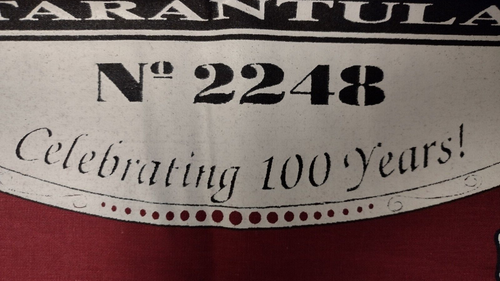 TARANTULA
Nº 2248
Celebrating 100 Years!